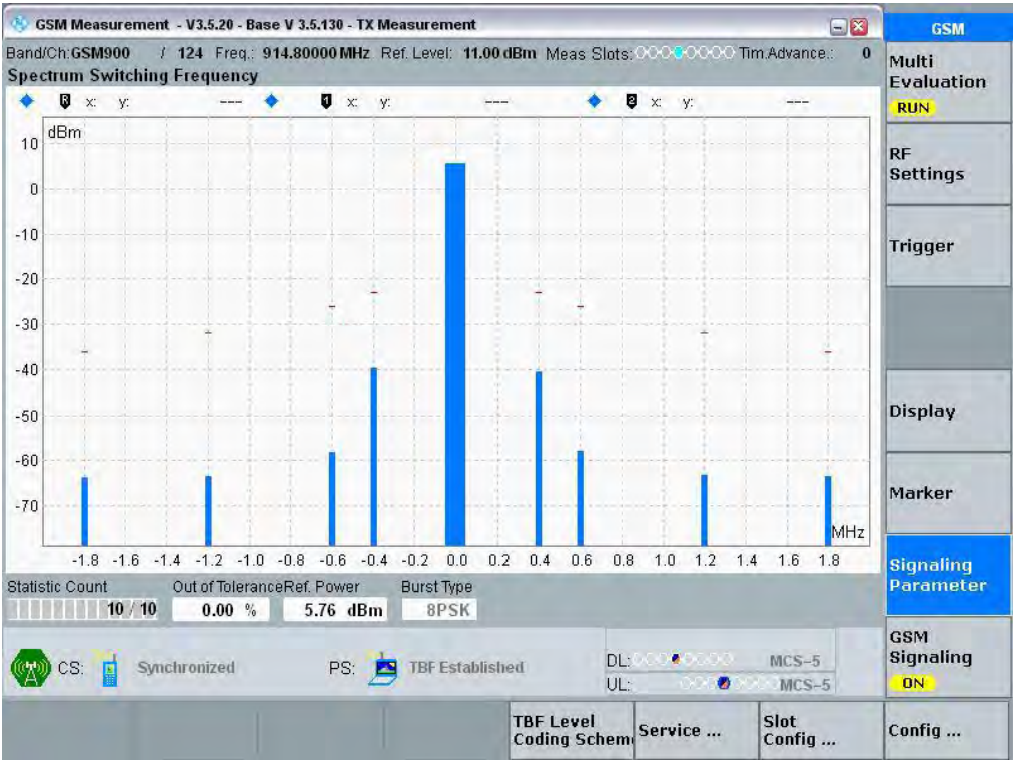 GSM Measurement - V3.5.20 - Base V 3.5.130 - TX Measurement
Band/Ch: GSM900 / 124 Freq.: 914.80000 MHz Ref. Level: 11.00 dBm Meas Slots: Tim.Advance.: 0
Spectrum Switching Frequency
R x: y: --- 1 x: y: --- 2 x: y: ---
dBm
10
0
-10
-20
-30
-40
-50
-60
-70
MHz
-1.8 -1.6 -1.4 -1.2 -1.0 -0.8 -0.6 -0.4 -0.2 0.0 0.2 0.4 0.6 0.8 1.0 1.2 1.4 1.6 1.8
Statistic Count Out of Tolerance Ref. Power Burst Type
10 / 10 0.00 % 5.76 dBm 8PSK
CS: Synchronized PS: TBF Established
DL: MCS-5
UL: MCS-5
GSM
Multi
Evaluation
RUN
RF
Settings
Trigger
Display
Marker
Signaling
Parameter
GSM
Signaling
ON
TBF Level
Coding Schem
Service ...
Slot
Config ...
Config ...